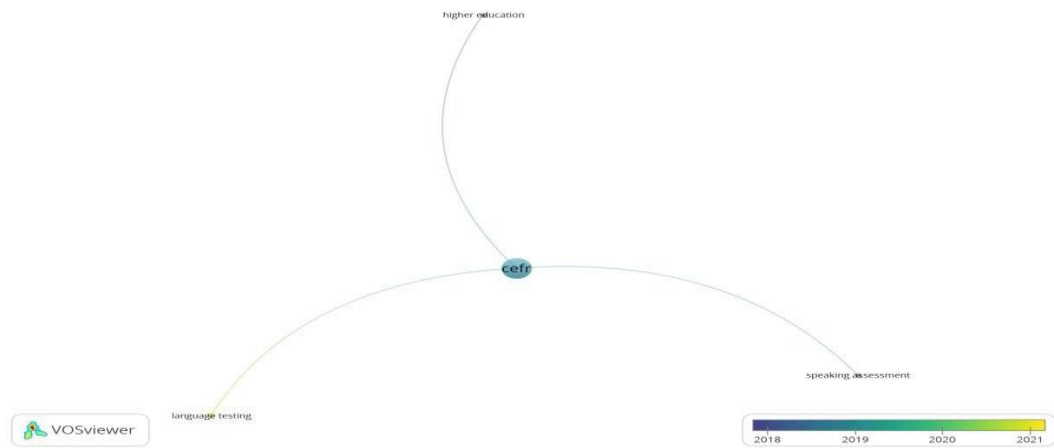 higher education
cefr
speaking assessment
language testing
VOSviewer
2018 2019 2020 2021